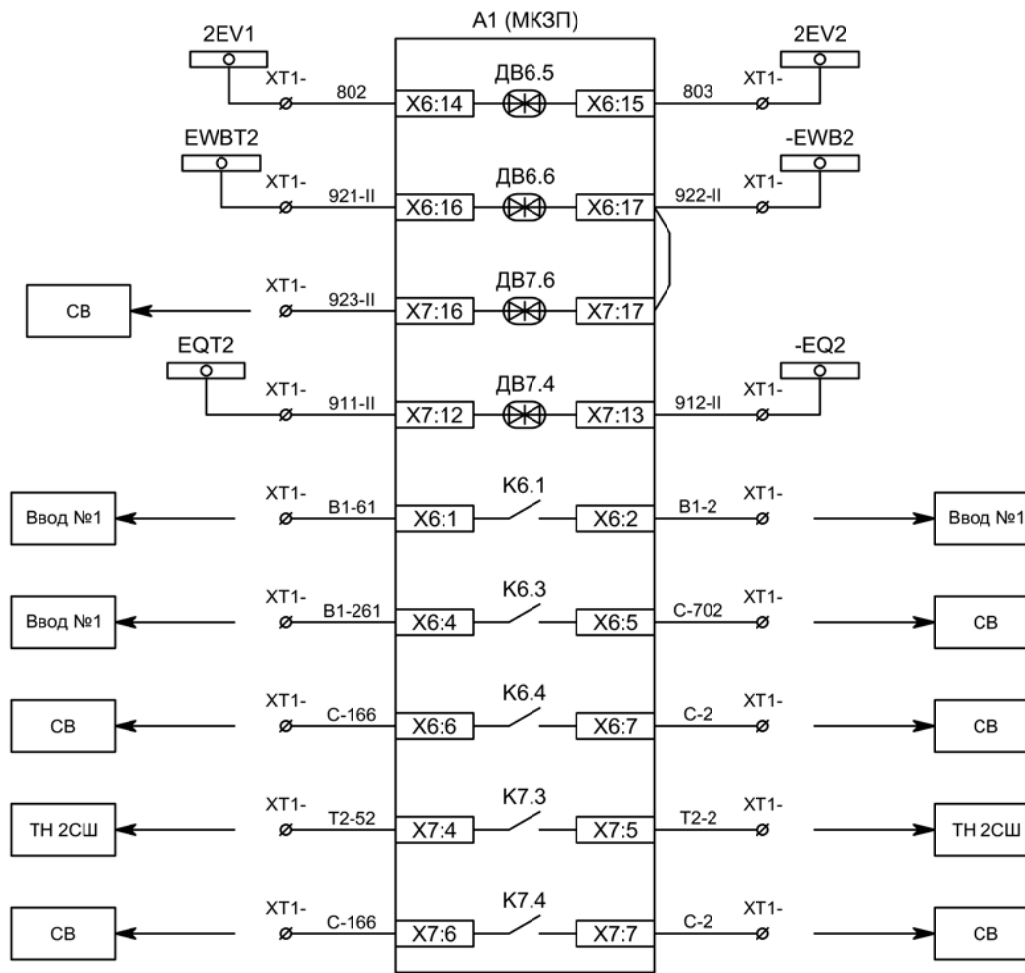 А1 (МКЗП)
2EV1
2EV2
XT1-
802
X6:14
ДВ6.5
X6:15
803
XT1-
EWBT2
-EWB2
XT1-
921-II
X6:16
ДВ6.6
X6:17
922-II
XT1-
СВ
XT1-
923-II
X7:16
ДВ7.6
X7:17
EQT2
-EQ2
XT1-
911-II
X7:12
ДВ7.4
X7:13
912-II
XT1-
Ввод №1
XT1-
В1-61
X6:1
К6.1
X6:2
В1-2
XT1-
Ввод №1
Ввод №1
XT1-
В1-261
X6:4
К6.3
X6:5
С-702
XT1-
СВ
СВ
XT1-
С-166
X6:6
К6.4
X6:7
С-2
XT1-
СВ
ТН 2СШ
XT1-
Т2-52
X7:4
К7.3
X7:5
Т2-2
XT1-
ТН 2СШ
СВ
XT1-
С-166
X7:6
К7.4
X7:7
С-2
XT1-
СВ